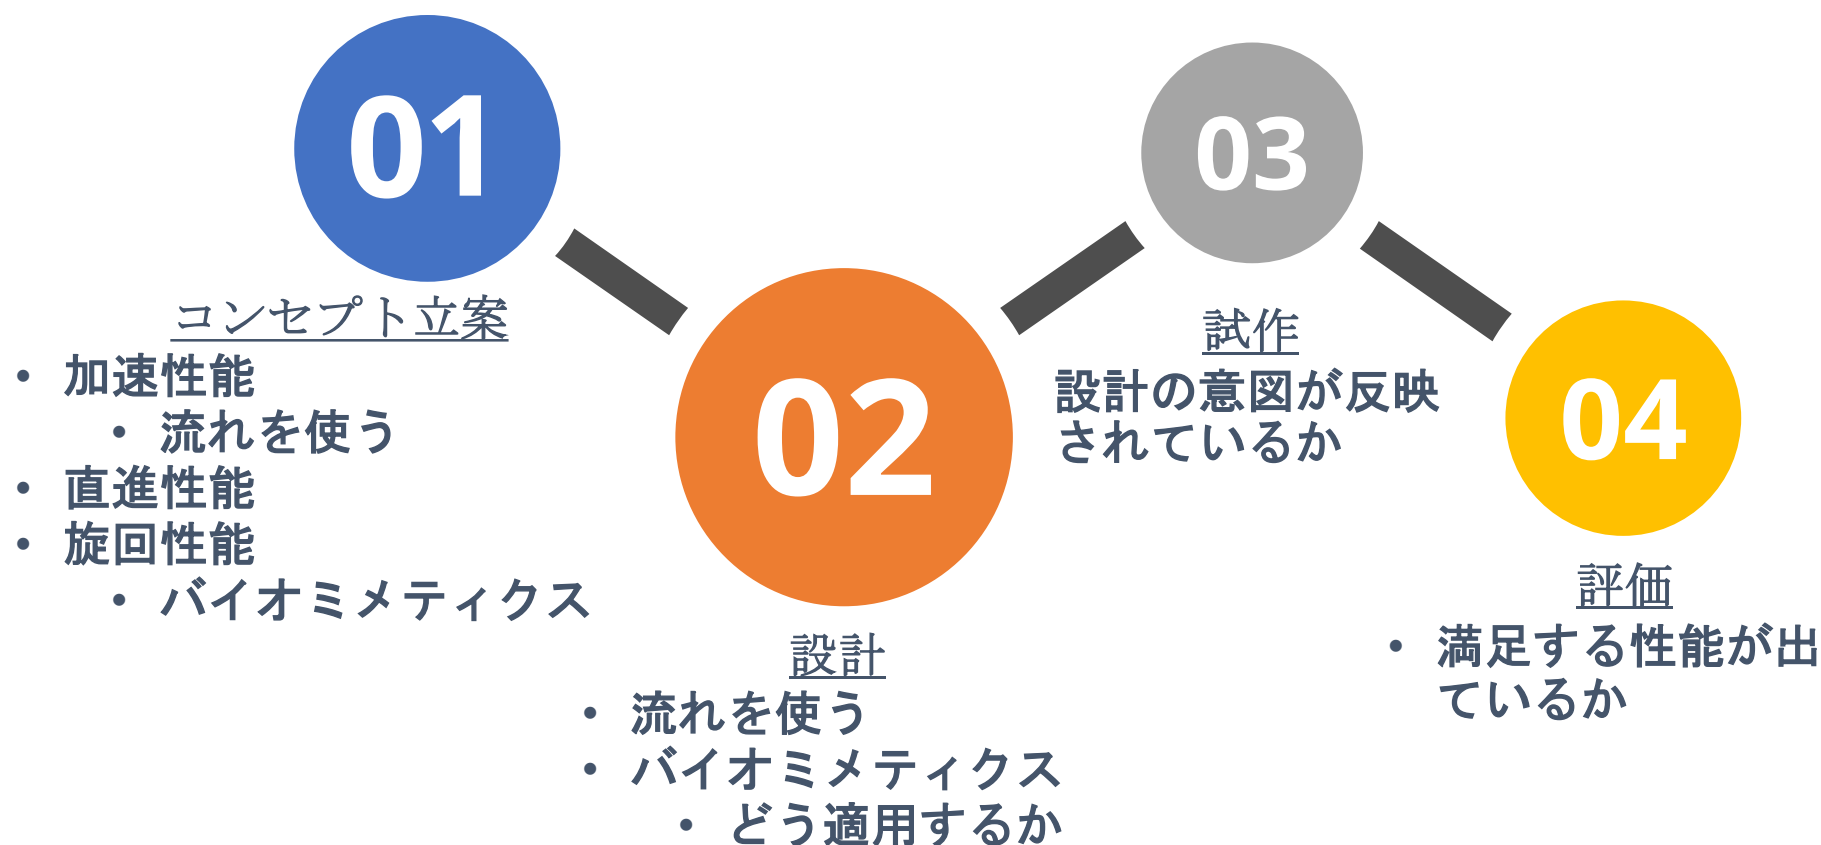 01
コンセプト立案
• 加速性能
• 流れを使う
• 直進性能
• 旋回性能
• バイオミメティクス
02
設計
• 流れを使う
• バイオミメティクス
• どう適用するか
03
試作
設計の意図が反映
されているか
04
評価
• 満足する性能が出
ているか